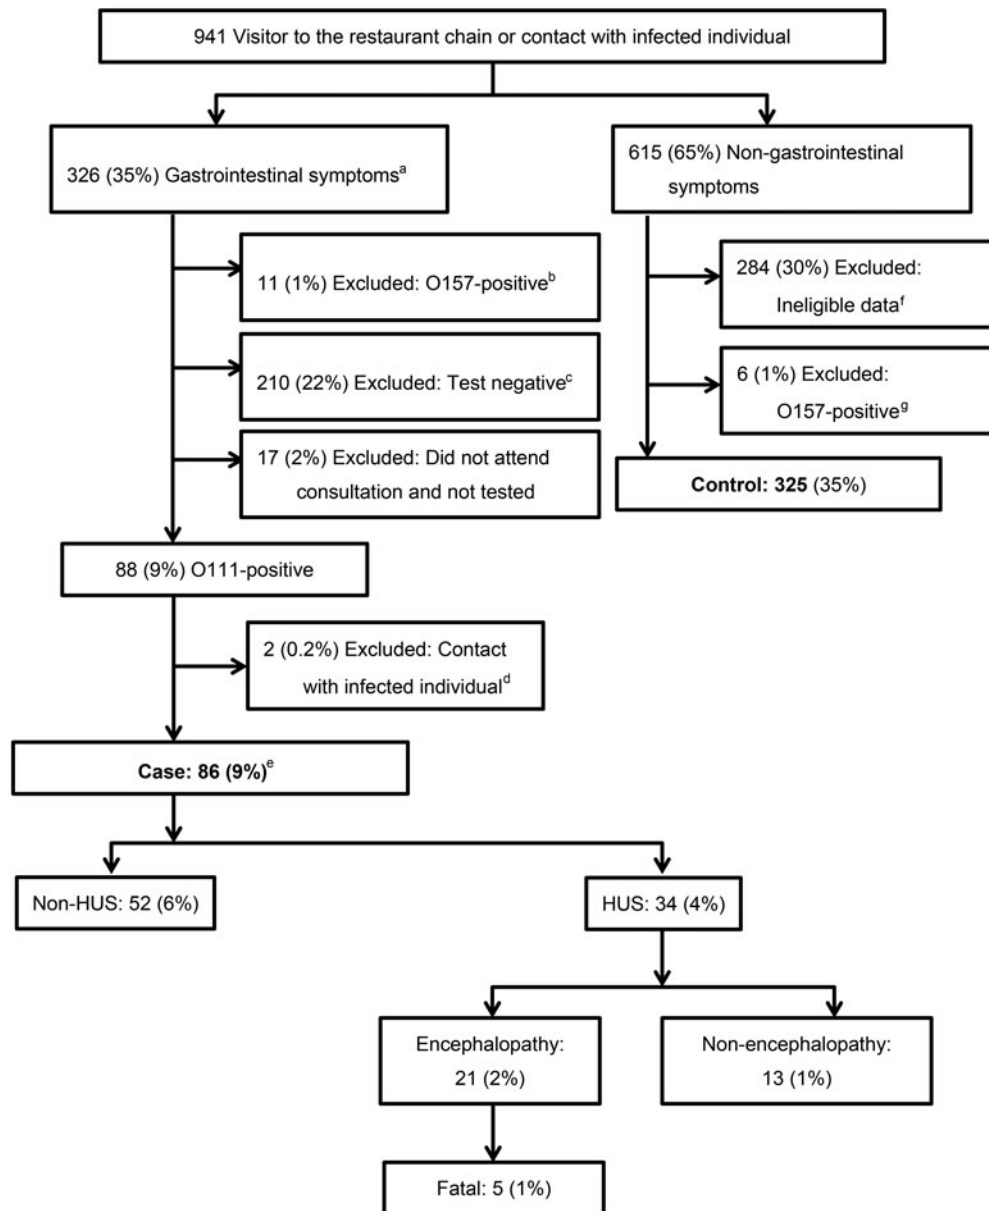 941 Visitor to the restaurant chain or contact with infected individual
326 (35%) Gastrointestinal symptomsᵃ
615 (65%) Non-gastrointestinal
symptoms
11 (1%) Excluded: O157-positiveᵇ
284 (30%) Excluded:
Ineligible dataᶠ
210 (22%) Excluded: Test negativeᶜ
6 (1%) Excluded:
O157-positiveᵍ
17 (2%) Excluded: Did not attend
consultation and not tested
Control: 325 (35%)
88 (9%) O111-positive
2 (0.2%) Excluded: Contact
with infected individualᵈ
Case: 86 (9%)ᵉ
Non-HUS: 52 (6%)
HUS: 34 (4%)
Encephalopathy:
21 (2%)
Non-encephalopathy:
13 (1%)
Fatal: 5 (1%)